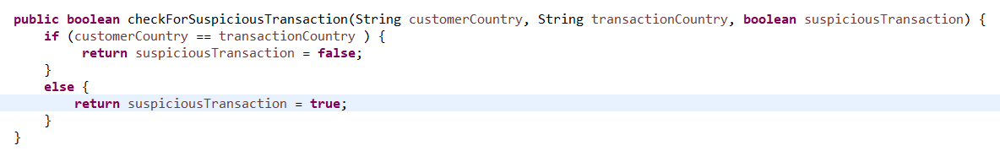 public boolean checkForSuspiciousTransaction(String customerCountry, String transactionCountry, boolean suspiciousTransaction) {
    if (customerCountry == transactionCountry ) {
         return suspiciousTransaction = false;
    }
    else {
        return suspiciousTransaction = true;
    }
}